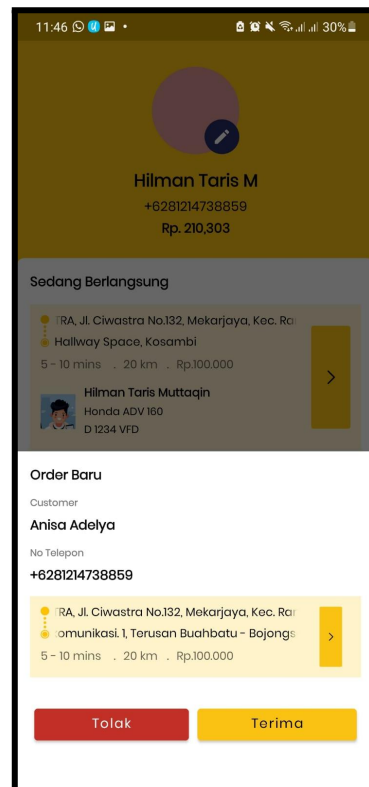 11:46 30%
Hilman Taris M
+6281214738859
Rp. 210,303
Sedang Berlangsung
RA, Jl. Ciwastra No.132, Mekarjaya, Kec.
Hallway Space, Kosambi
5 - 10 mins . 20 km . Rp.100.000
Hilman Taris Muttaqin
Honda ADV 160
D 1234 VFD
Order Baru
Customer
Anisa Adelya
No Telepon
+6281214738859
RA, Jl. Ciwastra No.132, Mekarjaya, Kec.
omunikasi. 1, Terusan Buahbatu - Bojongs
5 - 10 mins . 20 km . Rp.100.000
Tolak Terima